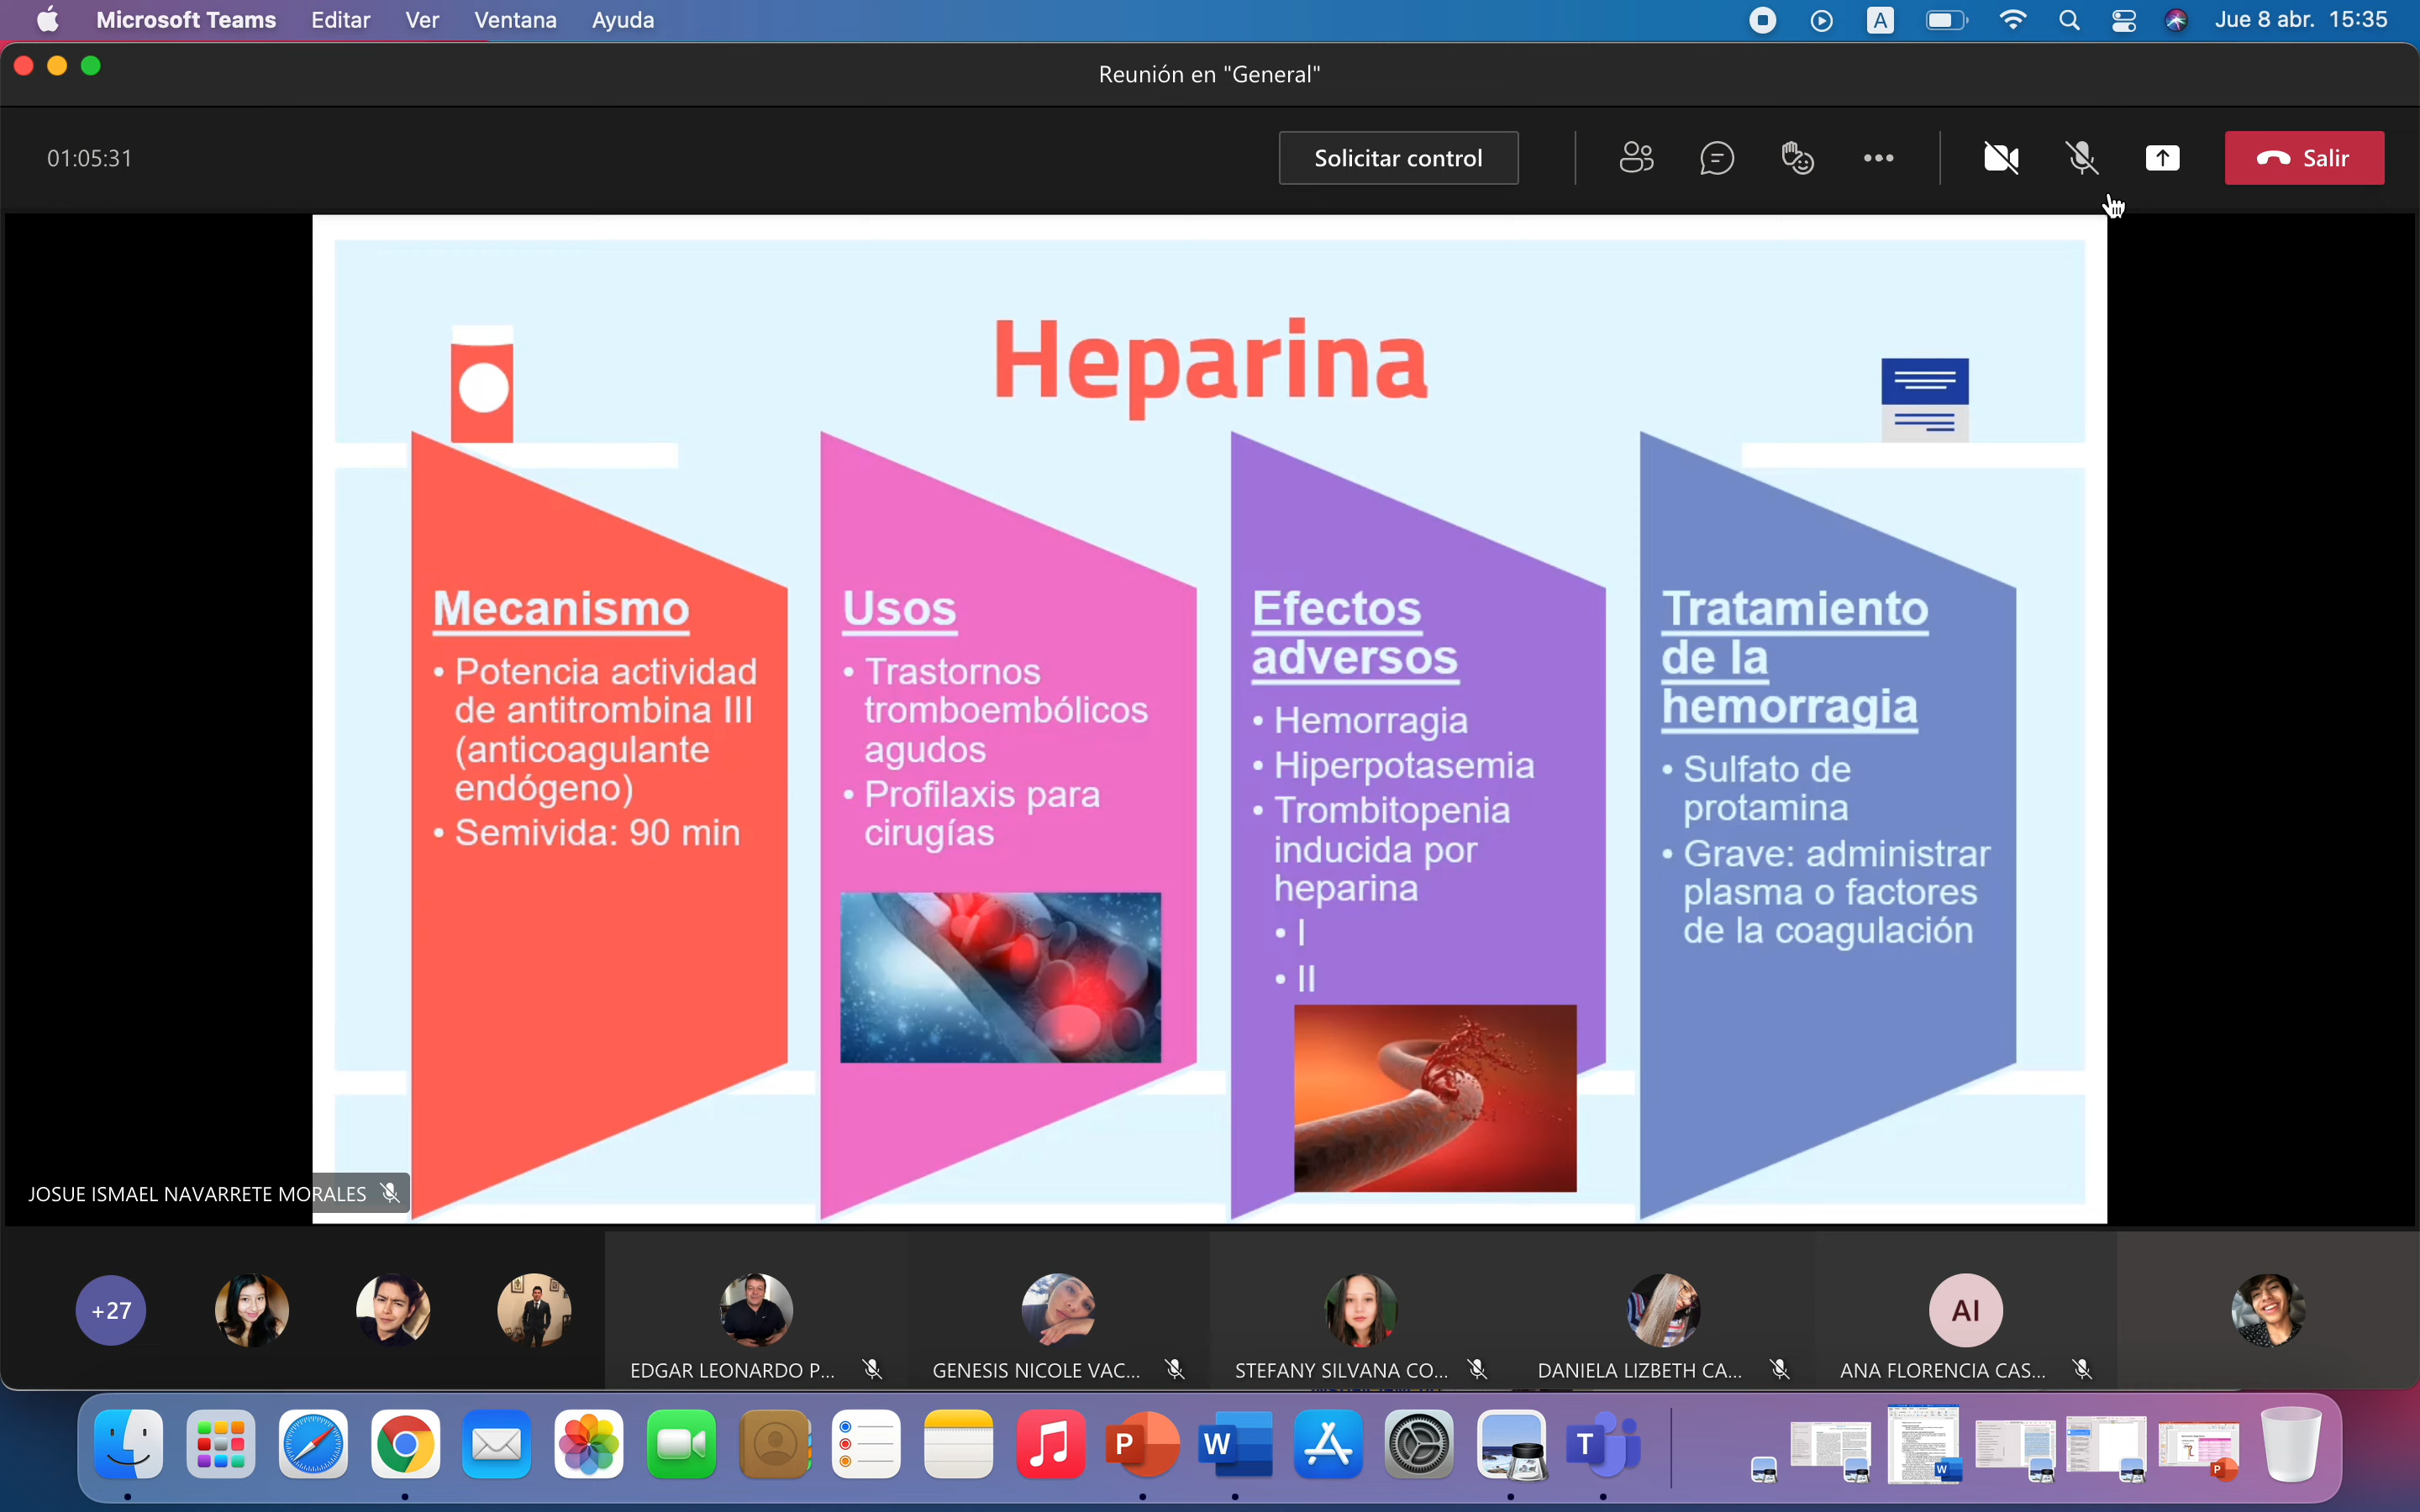 Microsoft Teams Editar Ver Ventana Ayuda A Jue 8 abr. 15:35
Reunión en "General"
01:05:31 Solicitar control Salir
Heparina
Mecanismo
• Potencia actividad
de antitrombina III
(anticoagulante
endógeno)
• Semivida: 90 min
Usos
• Trastornos
tromboembólicos
agudos
• Profilaxis para
cirugías
Efectos
adversos
• Hemorragia
• Hiperpotasemia
• Trombitopenia
inducida por
heparina
• I
• II
Tratamiento
de la
hemorragia
• Sulfato de
protamina
• Grave: administrar
plasma o factores
de la coagulación
JOSUE ISMAEL NAVARRETE MORALES
+27
AI
EDGAR LEONARDO P... GENESIS NICOLE VAC... STEFANY SILVANA CO... DANIELA LIZBETH CA... ANA FLORENCIA CAS...
P W T W P